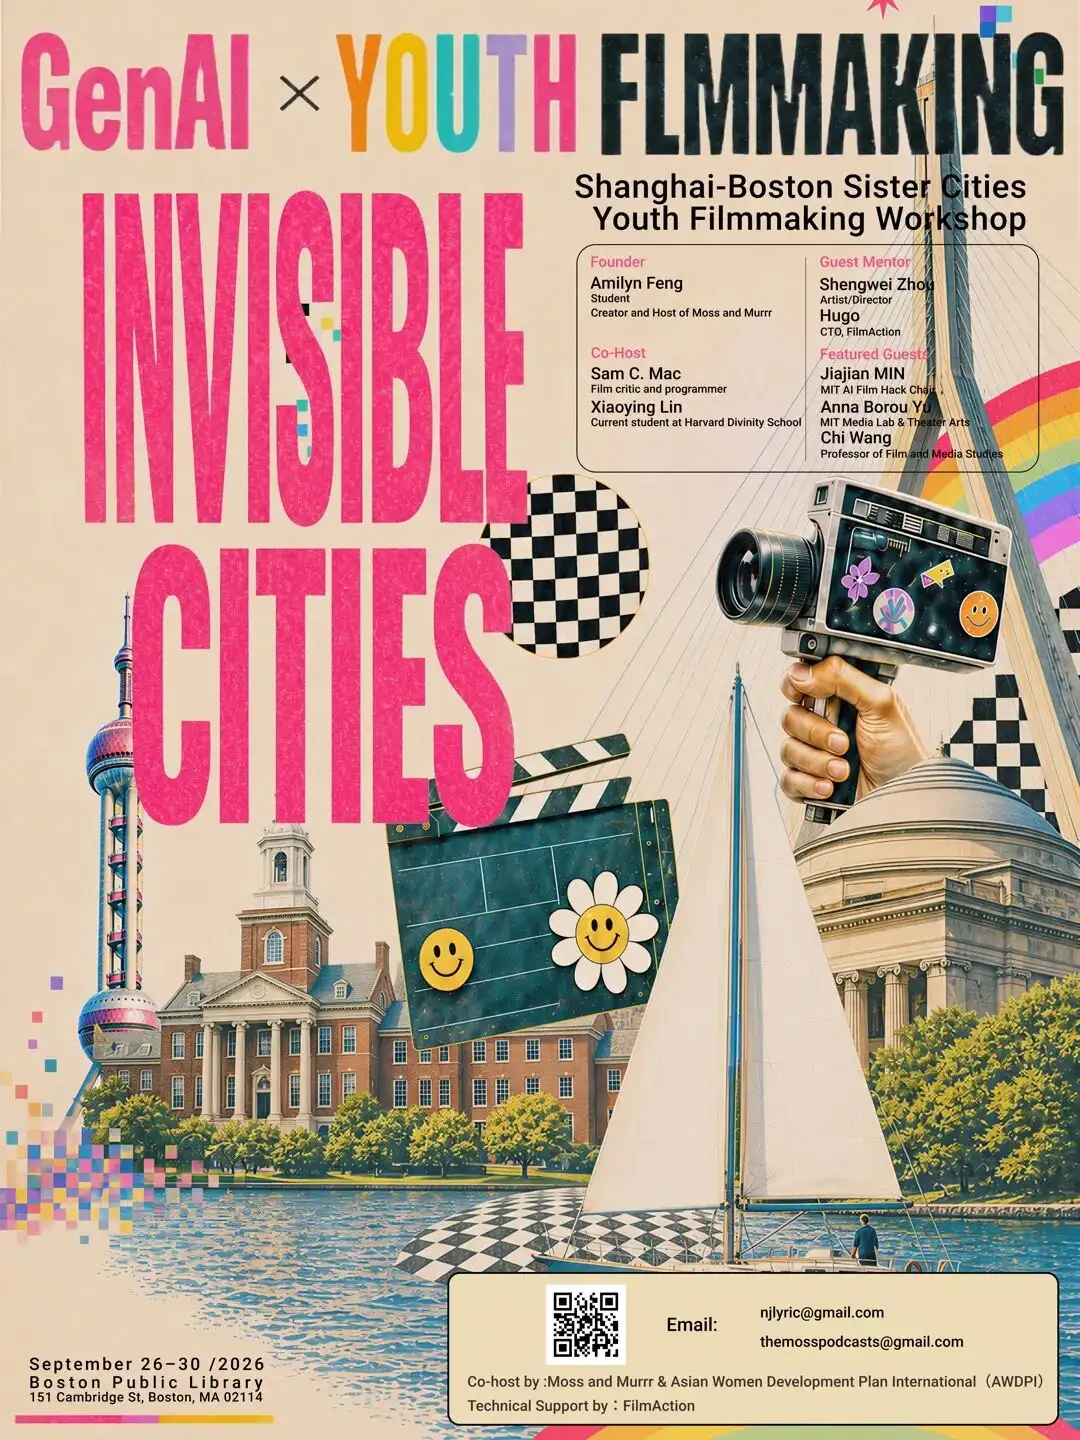 GenAI × YOUTH FLMMAKING
INVISIBLE
CITIES
Shanghai-Boston Sister Cities
Youth Filmmaking Workshop
Founder
Amilyn Feng
Student
Creator and Host of Moss and Murrr
Co-Host
Sam C. Mac
Film critic and programmer
Xiaoying Lin
Current student at Harvard Divinity School
Guest Mentor
Shengwei Zhou
Artist/Director
Hugo
CTO, FilmAction
Featured Guests
Jiajian MIN
MIT AI Film Hack Chair
Anna Borou Yu
MIT Media Lab & Theater Arts
Chi Wang
Professor of Film and Media Studies
September 26–30 /2026
Boston Public Library
151 Cambridge St, Boston, MA 02114
Email:
njlyric@gmail.com
themosspodcasts@gmail.com
Co-host by :Moss and Murrr & Asian Women Development Plan International（AWDPI）
Technical Support by：FilmAction